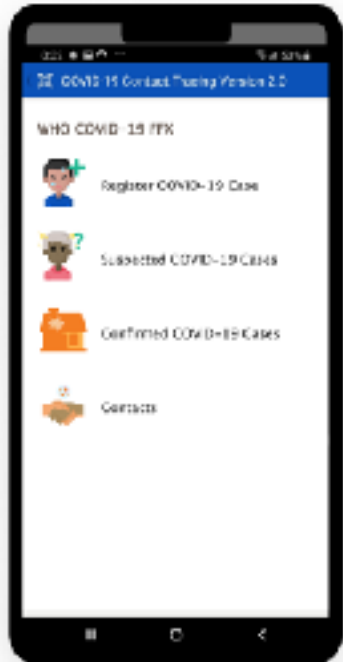 COVID-19 Contact Tracing Version 2.0
WHO COVID-19 FFX
Register COVID-19 Case
Suspected COVID-19 Cases
Confirmed COVID-19 Cases
Contacts